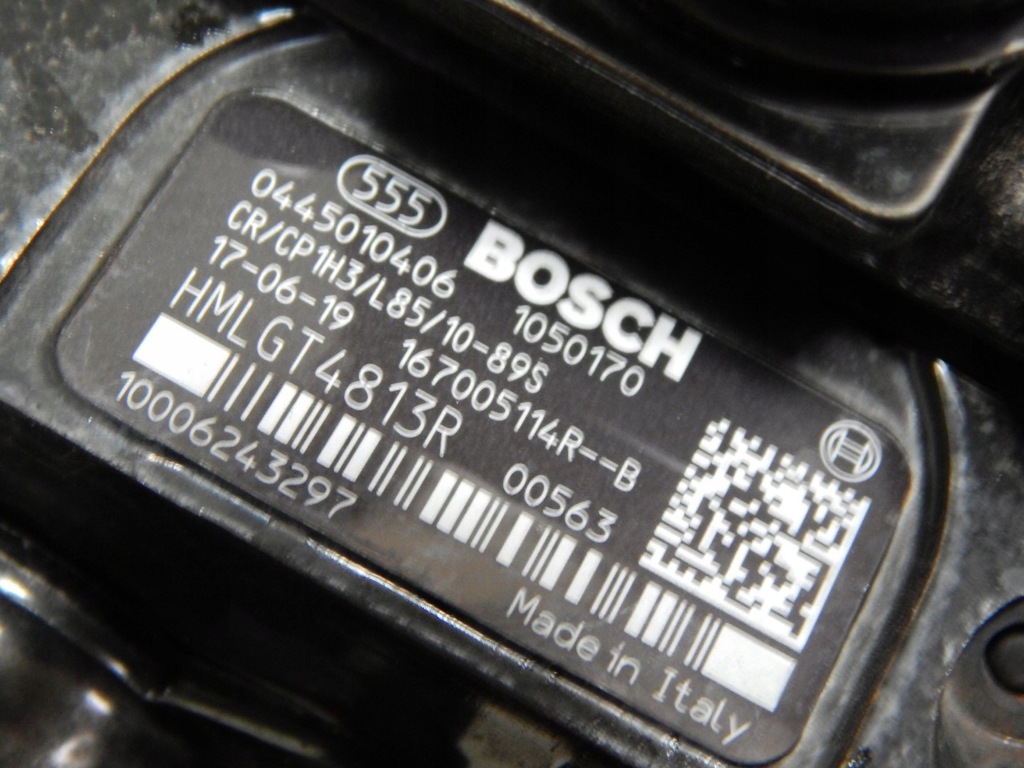 555
BOSCH
0445010406 1050170
CR/CP1H3/L85/10-89S
17-06-19 167005114R--B
HMLGT4813R 00563
10006243297
Made in Italy